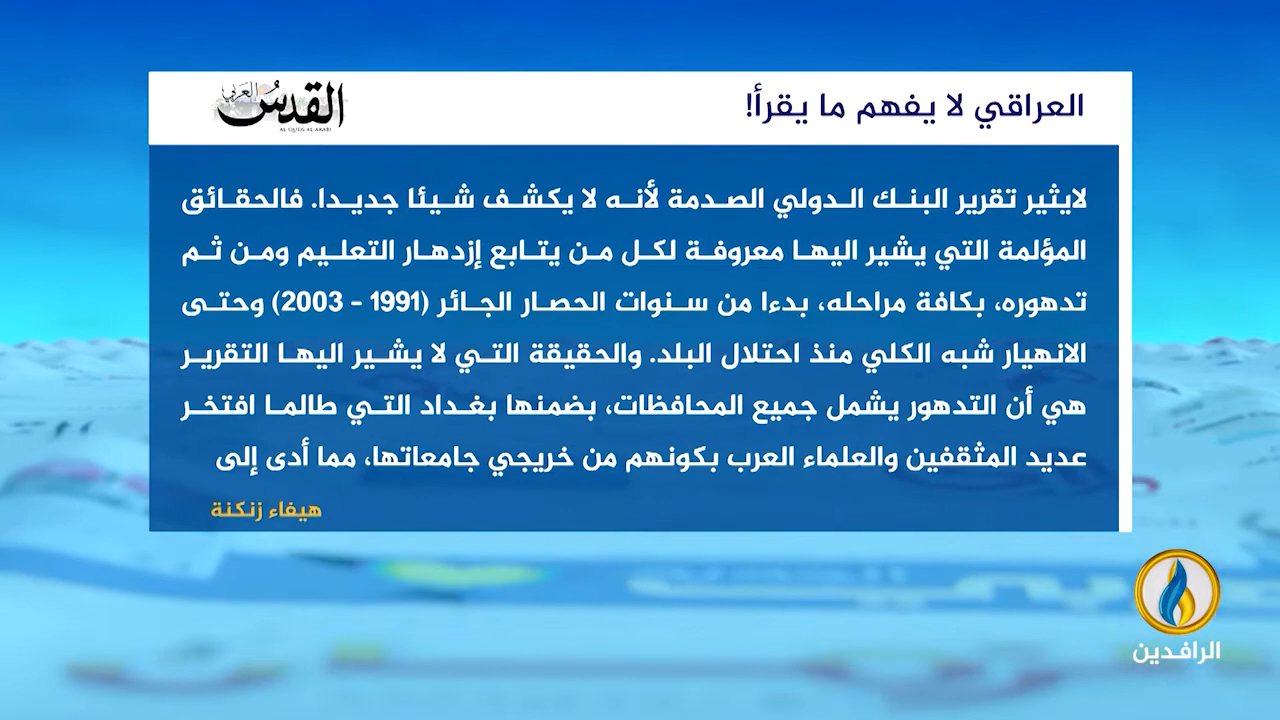 العراقي لا يفهم ما يقرأ!
القدس العربي
AL-QUDS AL-ARABI
لايثير تقرير البنك الدولي الصدمة لأنه لا يكشف شيئا جديدا. فالحقائق
المؤلمة التي يشير اليها معروفة لكل من يتابع إزدهار التعليم ومن ثم
تدهوره، بكافة مراحله، بدءا من سنوات الحصار الجائر (1991 - 2003) وحتى
الانهيار شبه الكلي منذ احتلال البلد. والحقيقة التي لا يشير اليها التقرير
هي أن التدهور يشمل جميع المحافظات، بضمنها بغداد التي طالما افتخر
عديد المثقفين والعلماء العرب بكونهم من خريجي جامعاتها، مما أدى إلى
هيفاء زنكنة
الرافدين